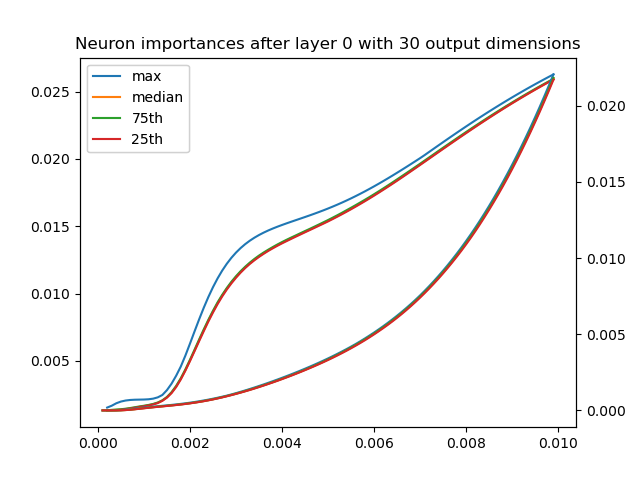 Neuron importances after layer 0 with 30 output dimensions
max
median
75th
25th
0.025
0.020
0.015
0.010
0.005
0.020
0.015
0.010
0.005
0.000
0.000 0.002 0.004 0.006 0.008 0.010